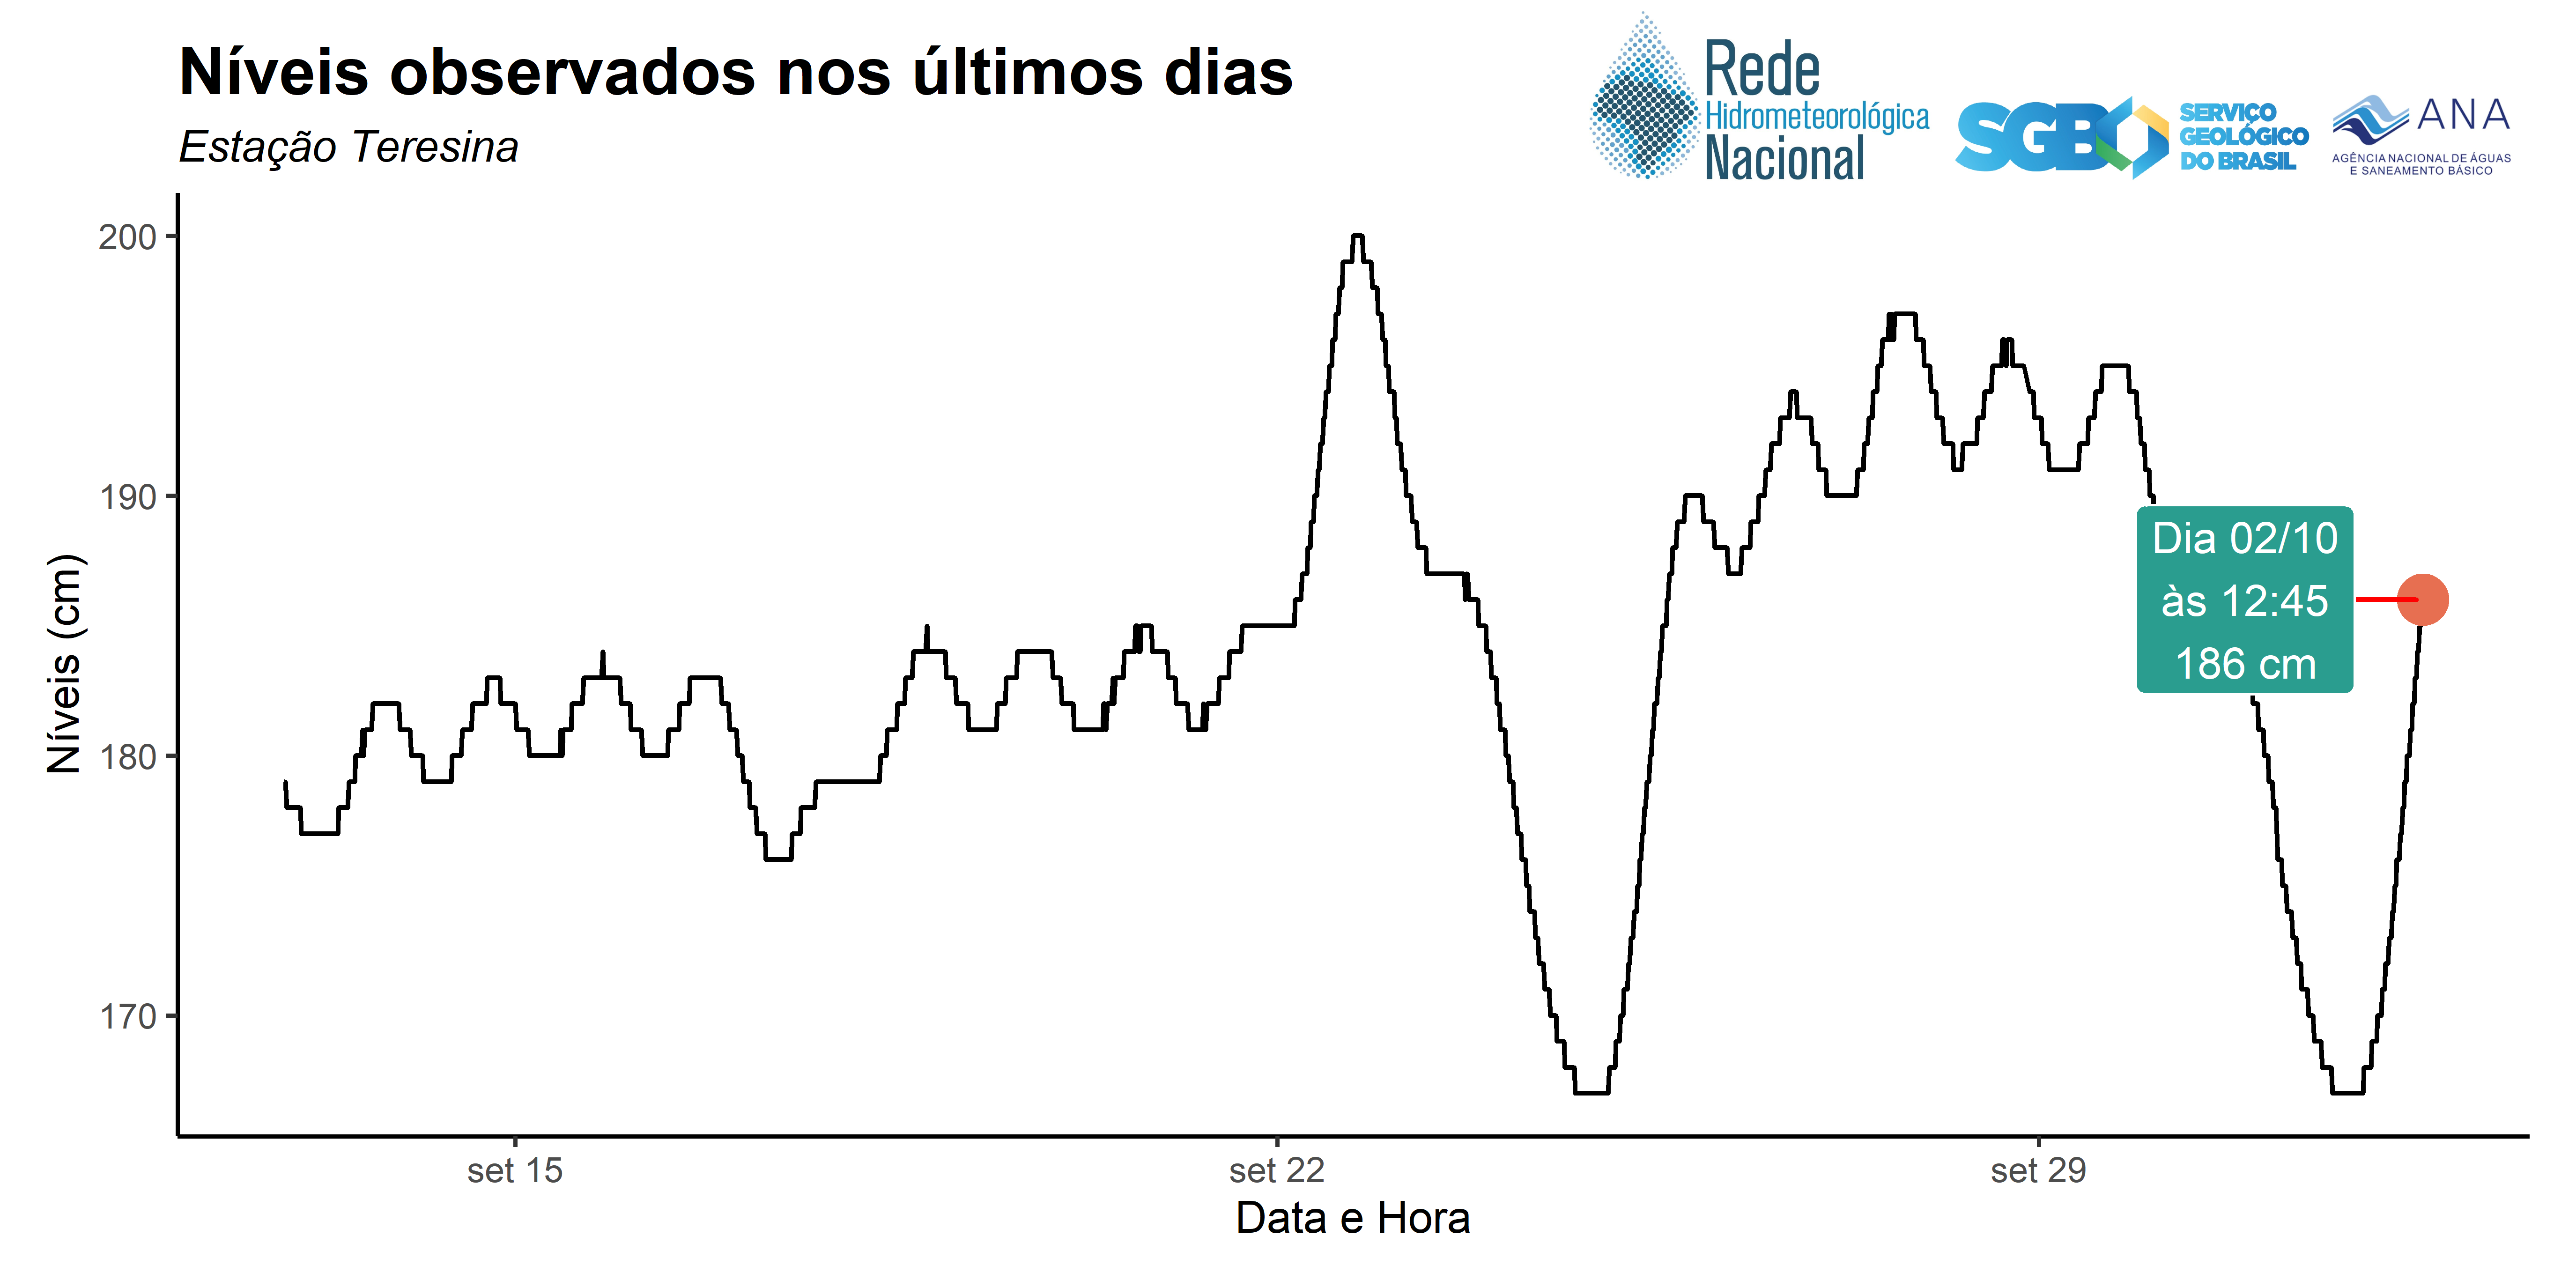 Níveis observados nos últimos dias
Estação Teresina
Rede
Hidrometeorológica
Nacional
SGB
SERVIÇO
GEOLÓGICO
DO BRASIL
ANA
AGÊNCIA NACIONAL DE ÁGUAS
E SANEAMENTO BÁSICO
Níveis (cm)
200
190
180
170
Dia 02/10
às 12:45
186 cm
set 15
set 22
set 29
Data e Hora